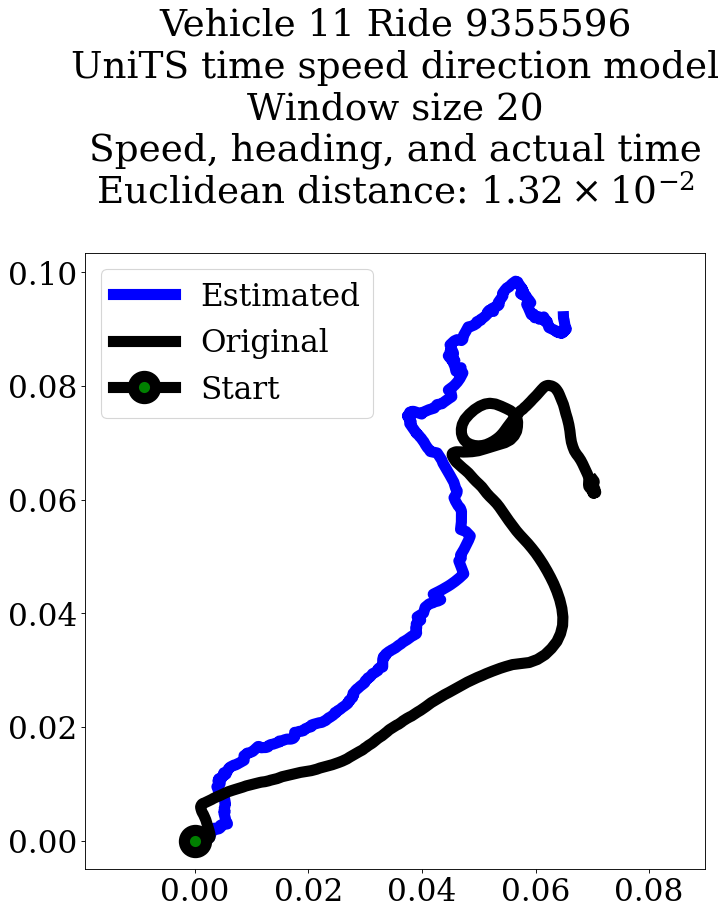 Vehicle 11 Ride 9355596
UniTS time speed direction model
Window size 20
Speed, heading, and actual time
Euclidean distance: 1.32 × 10⁻²
0.10
0.08
0.06
0.04
0.02
0.00
Estimated
Original
Start
0.00 0.02 0.04 0.06 0.08